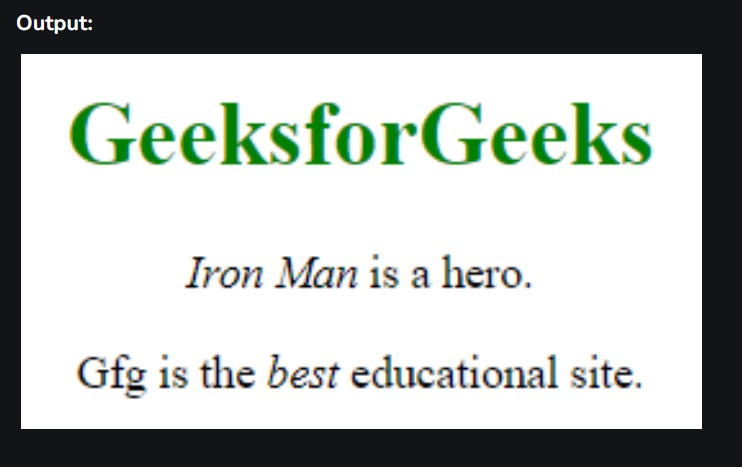 Output:
GeeksforGeeks
Iron Man is a hero.
Gfg is the best educational site.